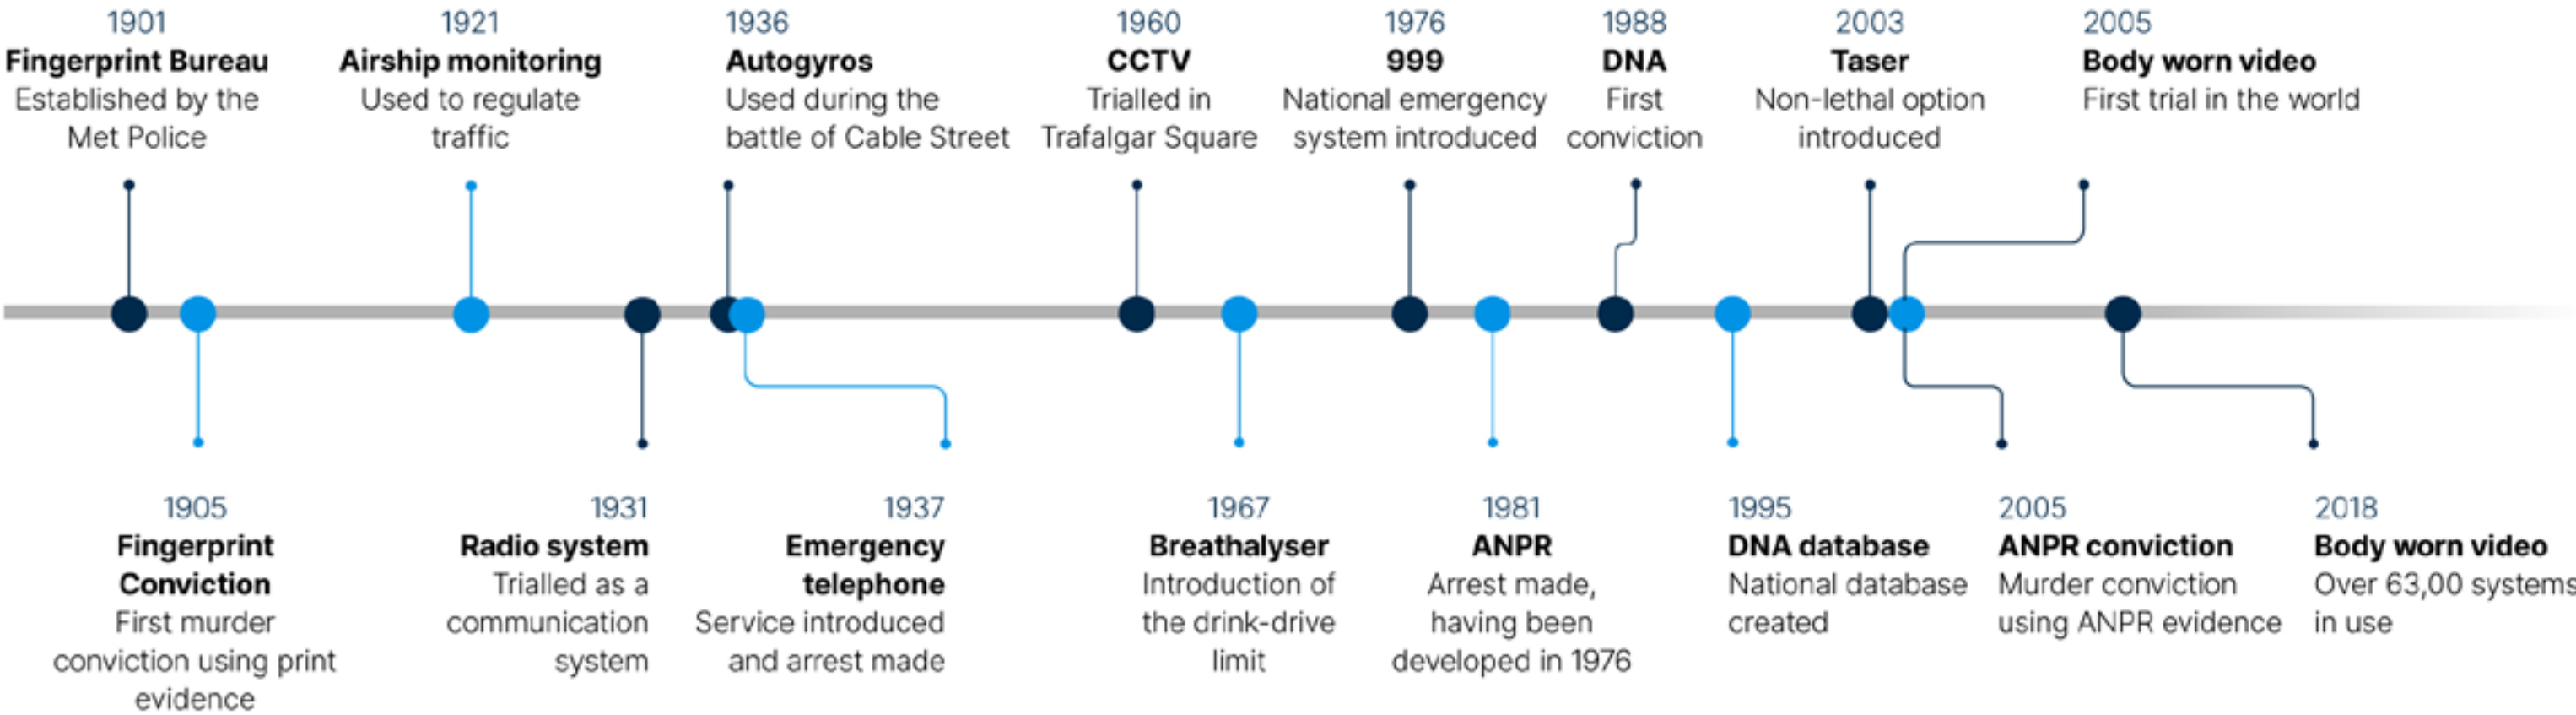 1901
Fingerprint Bureau
Established by the
Met Police
1921
Airship monitoring
Used to regulate
traffic
1936
Autogyros
Used during the
battle of Cable Street
1960
CCTV
Trialled in
Trafalgar Square
1976
999
National emergency
system introduced
1988
DNA
First
conviction
2003
Taser
Non-lethal option
introduced
2005
Body worn video
First trial in the world
1905
Fingerprint
Conviction
First murder
conviction using print
evidence
1931
Radio system
Trialled as a
communication
system
1937
Emergency
telephone
Service introduced
and arrest made
1967
Breathalyser
Introduction of
the drink-drive
limit
1981
ANPR
Arrest made,
having been
developed in 1976
1995
DNA database
National database
created
2005
ANPR conviction
Murder conviction
using ANPR evidence
2018
Body worn video
Over 63,00 systems
in use